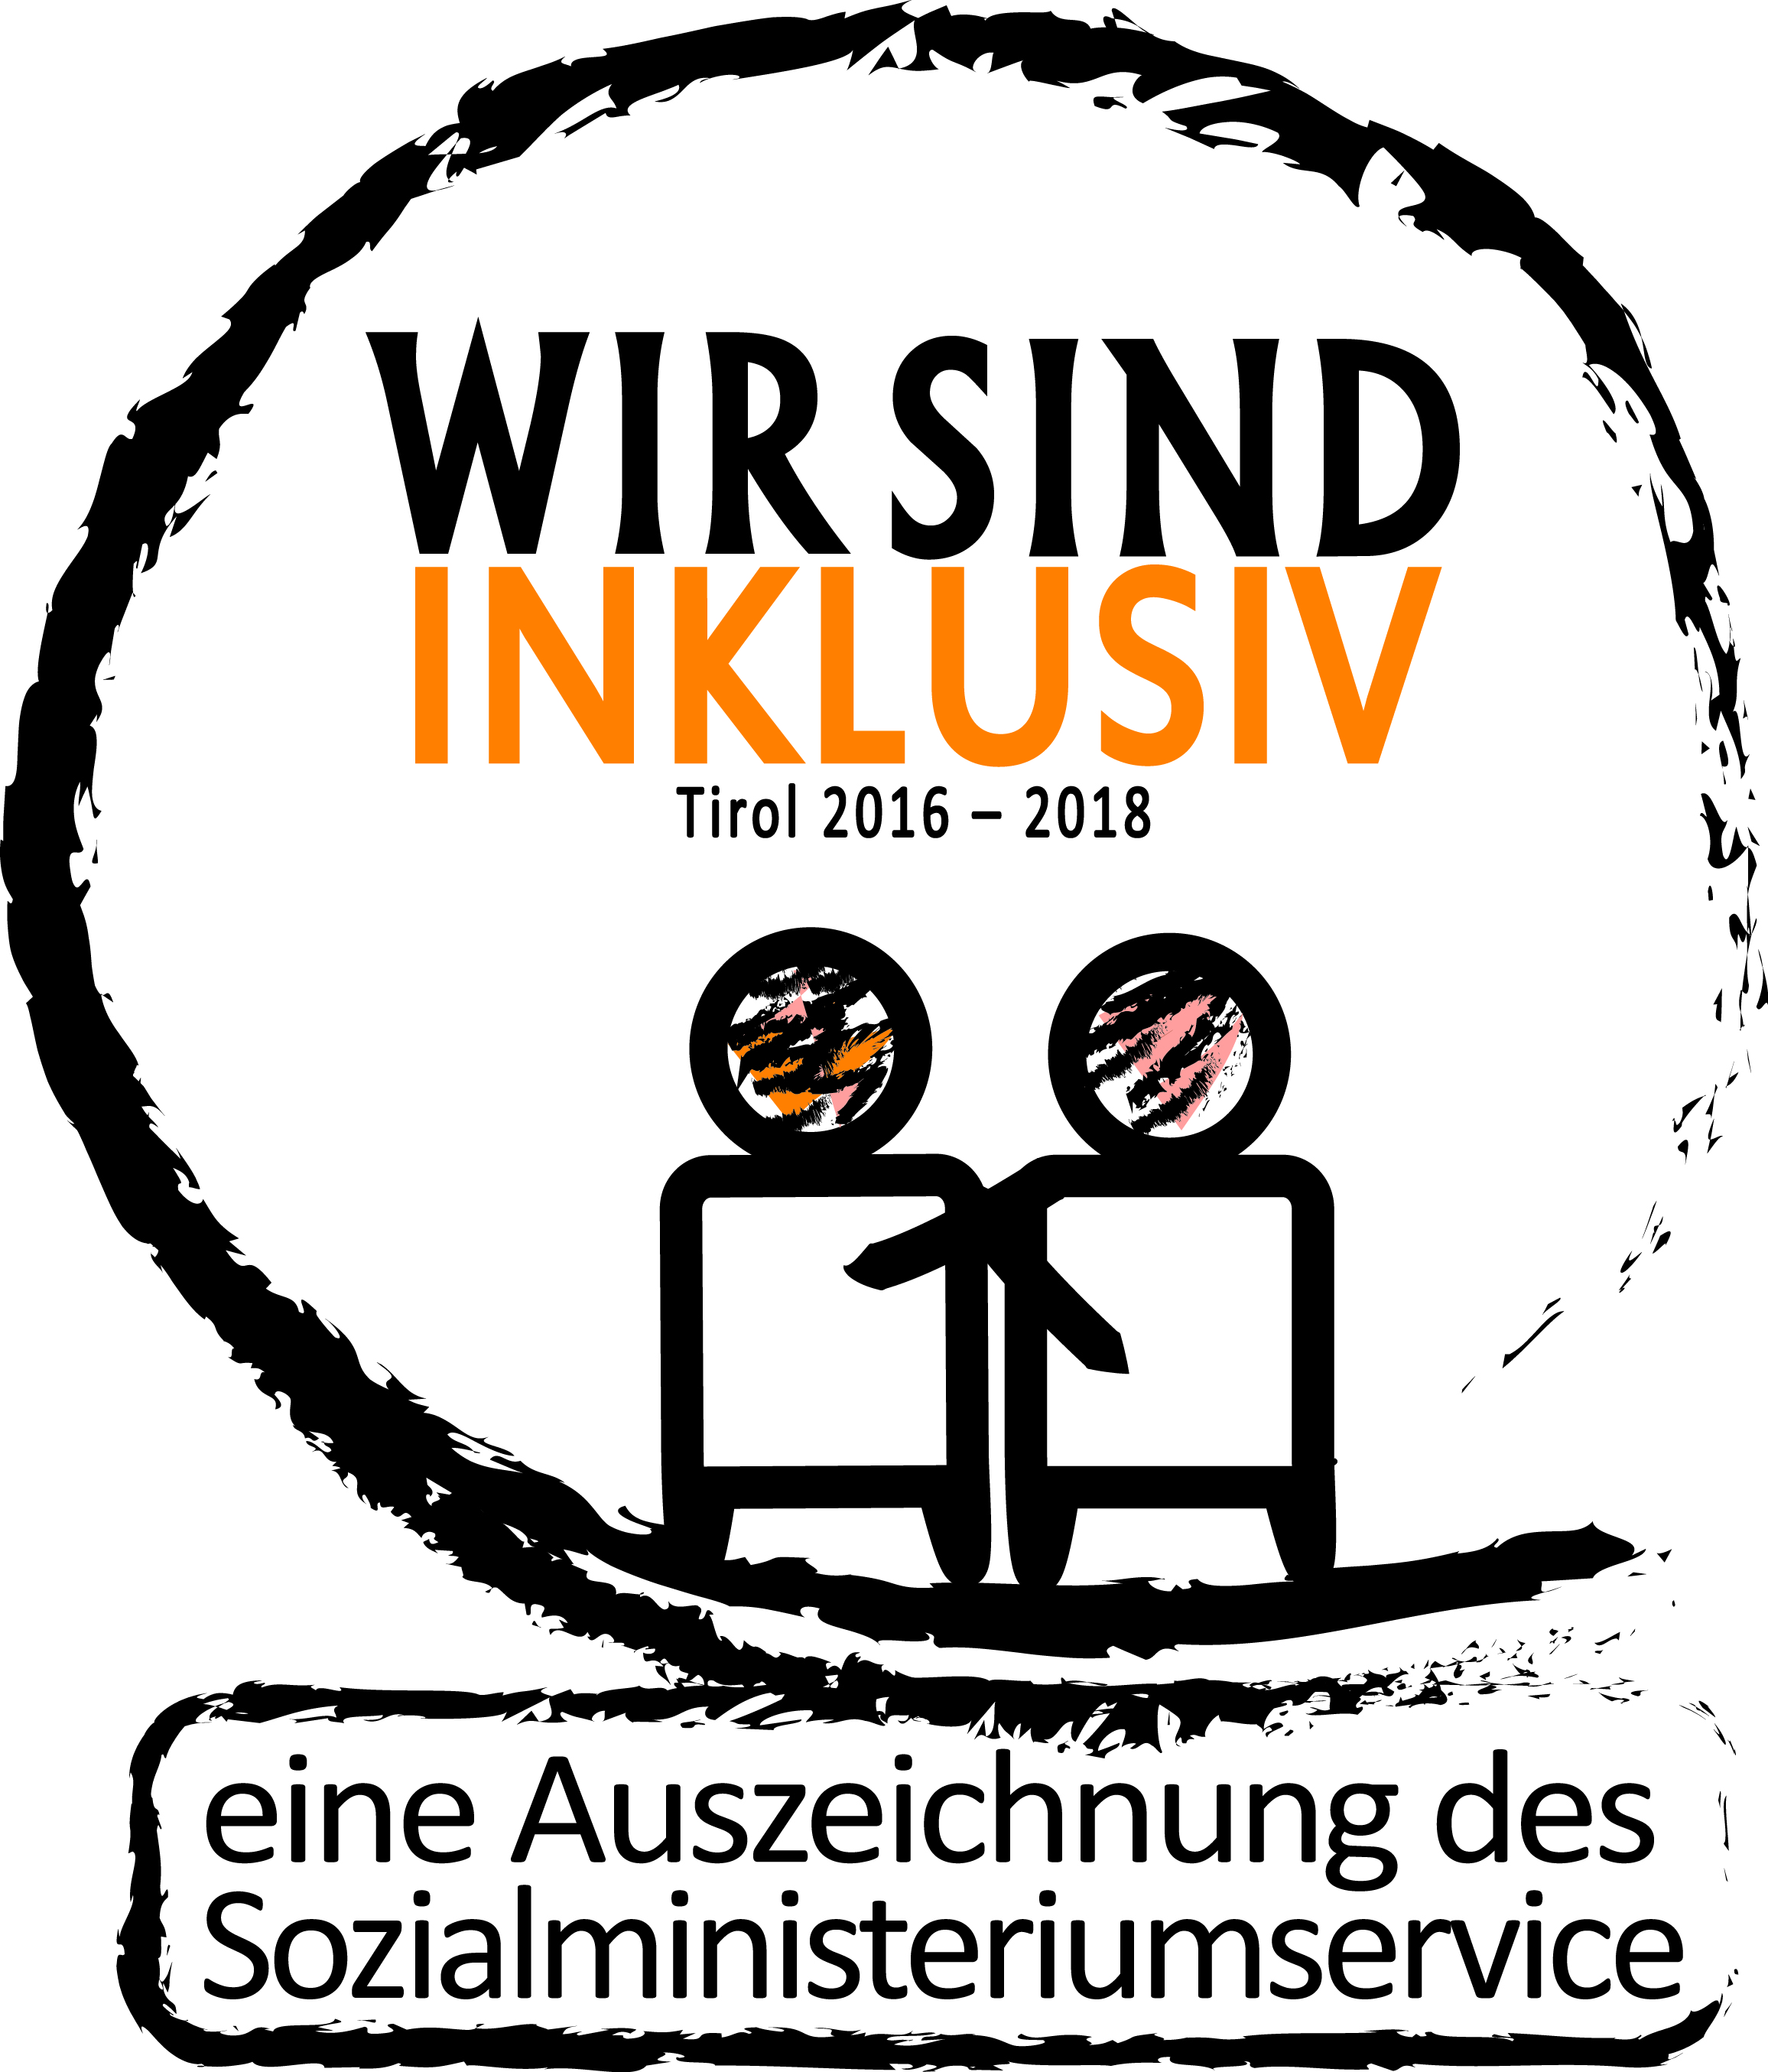 WIR SIND
INKLUSIV
Tirol 2016 – 2018
eine Auszeichnung des
Sozialministeriumservice